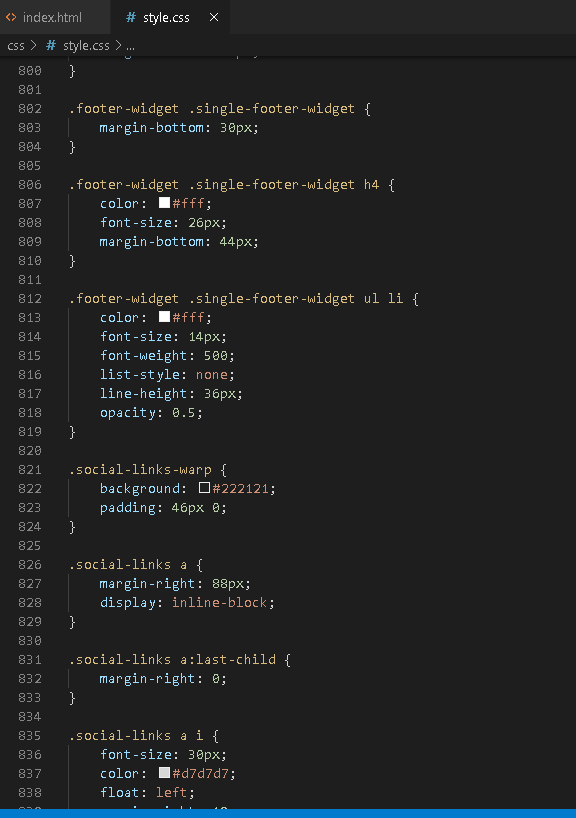 index.html
style.css
css > style.css > ...
800 }
801
802 .footer-widget .single-footer-widget {
803 margin-bottom: 30px;
804 }
805
806 .footer-widget .single-footer-widget h4 {
807 color: #fff;
808 font-size: 26px;
809 margin-bottom: 44px;
810 }
811
812 .footer-widget .single-footer-widget ul li {
813 color: #fff;
814 font-size: 14px;
815 font-weight: 500;
816 list-style: none;
817 line-height: 36px;
818 opacity: 0.5;
819 }
820
821 .social-links-warp {
822 background: #222121;
823 padding: 46px 0;
824 }
825
826 .social-links a {
827 margin-right: 88px;
828 display: inline-block;
829 }
830
831 .social-links a:last-child {
832 margin-right: 0;
833 }
834
835 .social-links a i {
836 font-size: 30px;
837 color: #d7d7d7;
838 float: left;